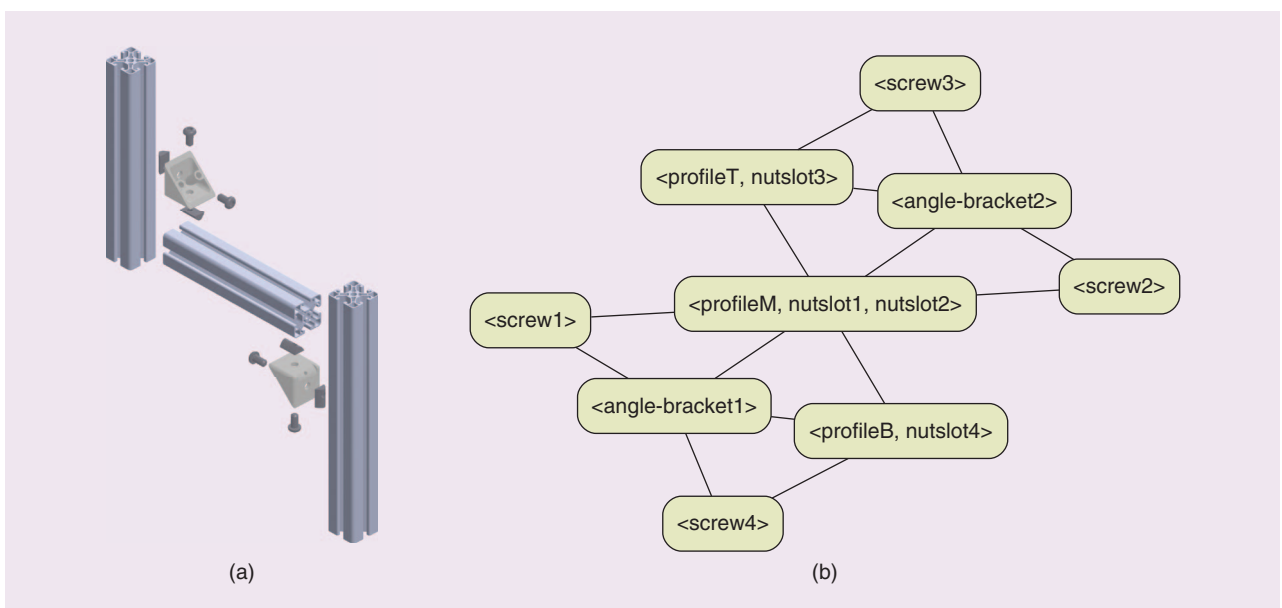 <screw3>
<profileT, nutslot3>
<angle-bracket2>
<screw2>
<profileM, nutslot1, nutslot2>
<screw1>
<angle-bracket1>
<profileB, nutslot4>
<screw4>
(a)
(b)